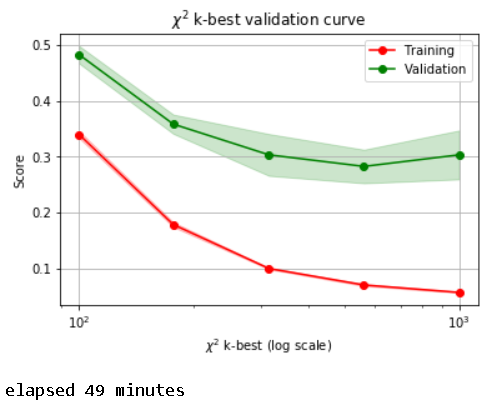 χ² k-best validation curve
0.5
0.4
0.3
0.2
0.1
Score
Training
Validation
10² 10³
χ² k-best (log scale)
elapsed 49 minutes